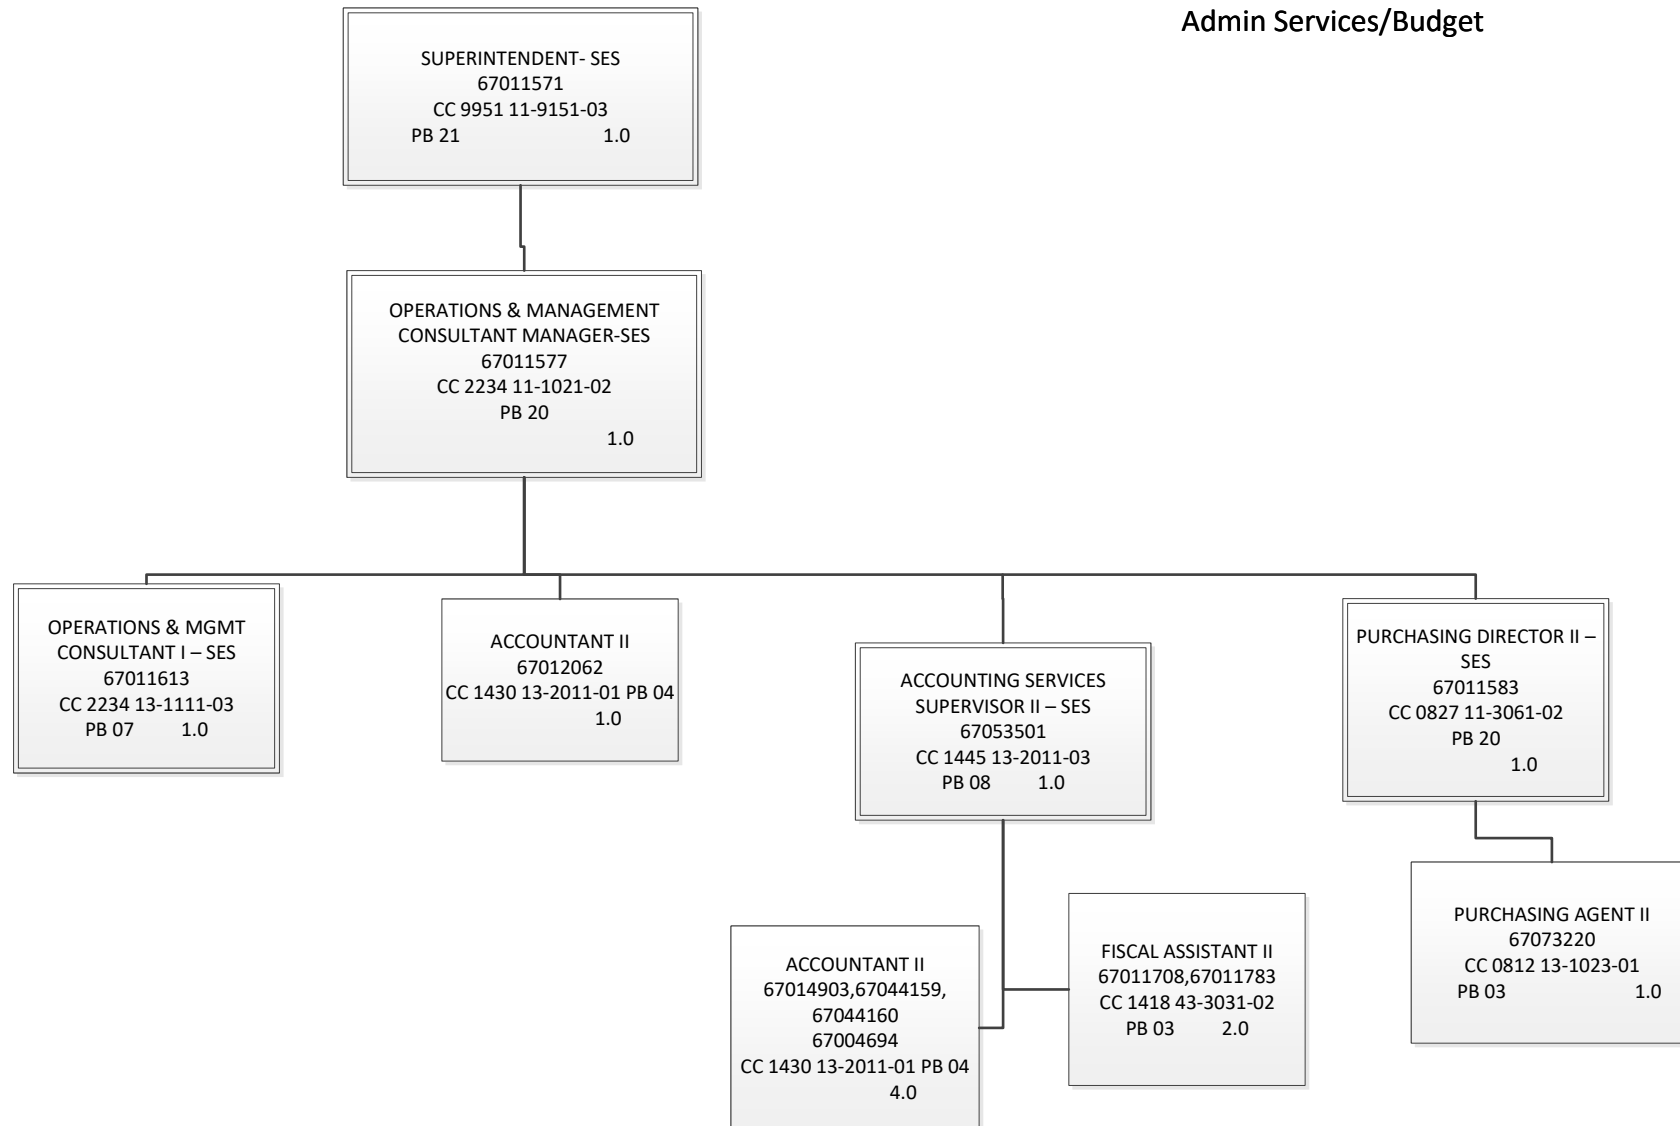 Admin Services/Budget
SUPERINTENDENT- SES
67011571
CC 9951 11-9151-03
PB 21 1.0
OPERATIONS & MANAGEMENT
CONSULTANT MANAGER-SES
67011577
CC 2234 11-1021-02
PB 20
1.0
OPERATIONS & MGMT
CONSULTANT I – SES
67011613
CC 2234 13-1111-03
PB 07 1.0
ACCOUNTANT II
67012062
CC 1430 13-2011-01 PB 04
1.0
ACCOUNTING SERVICES
SUPERVISOR II – SES
67053501
CC 1445 13-2011-03
PB 08 1.0
PURCHASING DIRECTOR II –
SES
67011583
CC 0827 11-3061-02
PB 20
1.0
ACCOUNTANT II
67014903,67044159,
67044160
67004694
CC 1430 13-2011-01 PB 04
4.0
FISCAL ASSISTANT II
67011708,67011783
CC 1418 43-3031-02
PB 03 2.0
PURCHASING AGENT II
67073220
CC 0812 13-1023-01
PB 03 1.0